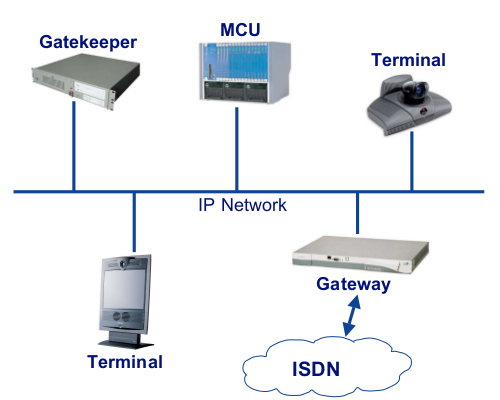 Gatekeeper
MCU
Terminal
IP Network
Gateway
Terminal
ISDN